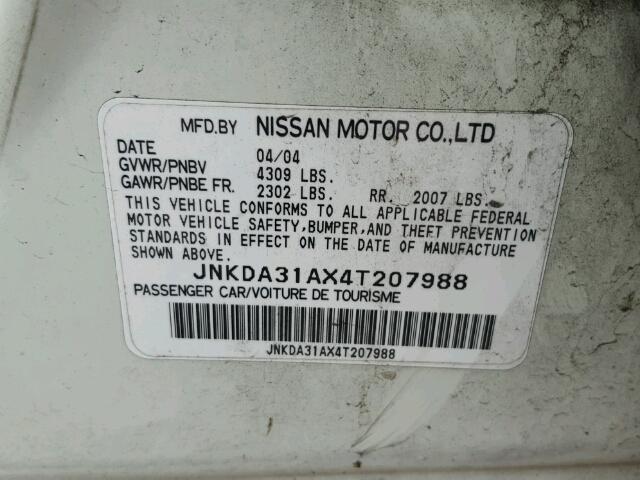 MFD.BY NISSAN MOTOR CO.,LTD
DATE 04/04
GVWR/PNBV 4309 LBS.
GAWR/PNBE FR. 2302 LBS. RR. 2007 LBS.
THIS VEHICLE CONFORMS TO ALL APPLICABLE FEDERAL
MOTOR VEHICLE SAFETY,BUMPER,AND THEFT PREVENTION
STANDARDS IN EFFECT ON THE DATE OF MANUFACTURE
SHOWN ABOVE.
JNKDA31AX4T207988
PASSENGER CAR/VOITURE DE TOURISME
JNKDA31AX4T207988